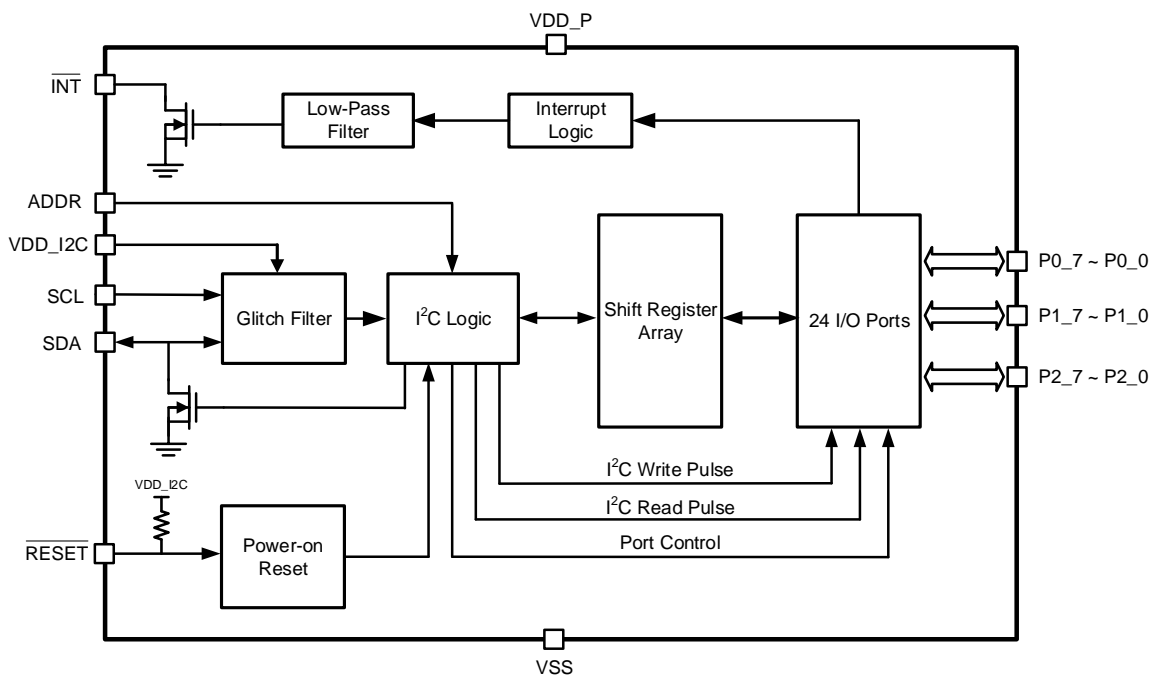 VDD_P
INT
Low-Pass
Filter
Interrupt
Logic
ADDR
VDD_I2C
SCL
SDA
Glitch Filter
I²C Logic
Shift Register
Array
24 I/O Ports
P0_7 ~ P0_0
P1_7 ~ P1_0
P2_7 ~ P2_0
I²C Write Pulse
I²C Read Pulse
Port Control
VDD_I2C
RESET
Power-on
Reset
VSS